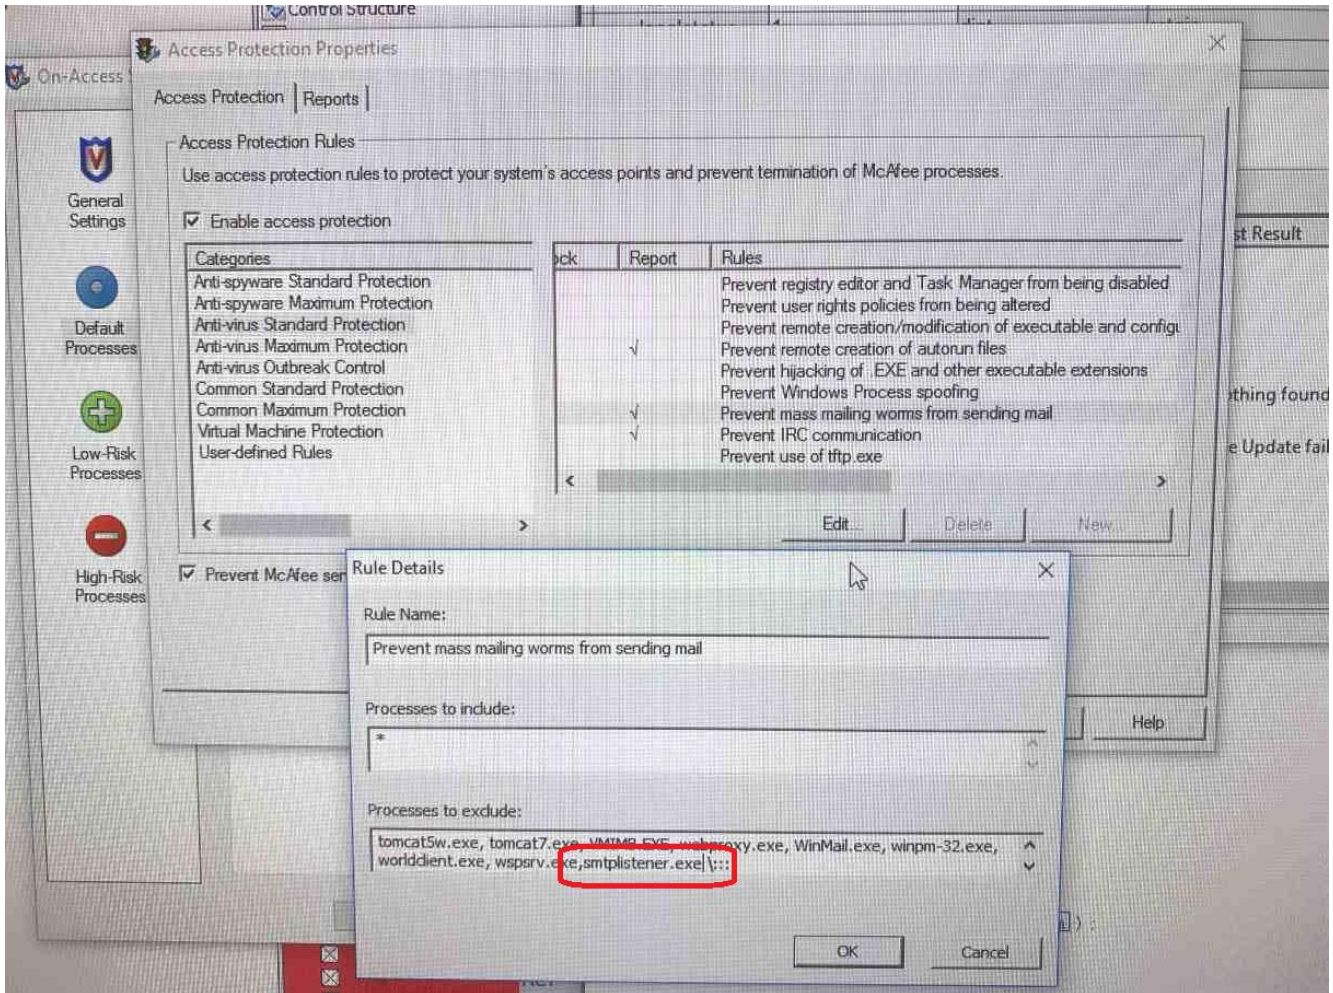 Control Structure
Access Protection Properties
On-Access
Access Protection
Reports
Access Protection Rules
Use access protection rules to protect your system's access points and prevent termination of McAfee processes.
General
Settings
Enable access protection
st Result
Categories
ock
Report
Rules
Anti-spyware Standard Protection
Anti-spyware Maximum Protection
Anti-virus Standard Protection
Anti-virus Maximum Protection
Anti-virus Outbreak Control
Common Standard Protection
Common Maximum Protection
Virtual Machine Protection
User-defined Rules
Prevent registry editor and Task Manager from being disabled
Prevent user rights policies from being altered
Prevent remote creation/modification of executable and configu
√ Prevent remote creation of autorun files
Prevent hijacking of .EXE and other executable extensions
Prevent Windows Process spoofing
√ Prevent mass mailing worms from sending mail
√ Prevent IRC communication
Prevent use of tftp.exe
Default
Processes
Low-Risk
Processes
High-Risk
Processes
thing found
e Update fail
Edit...
Delete
New...
Prevent McAfee ser
Help
Rule Details
Rule Name:
Prevent mass mailing worms from sending mail
Processes to include:
*
Processes to exclude:
tomcat5w.exe, tomcat7.exe, VMIMB.EXE, webproxy.exe, WinMail.exe, winpm-32.exe,
worldclient.exe, wspsrv.exe,smtplistener.exe \:::
OK
Cancel